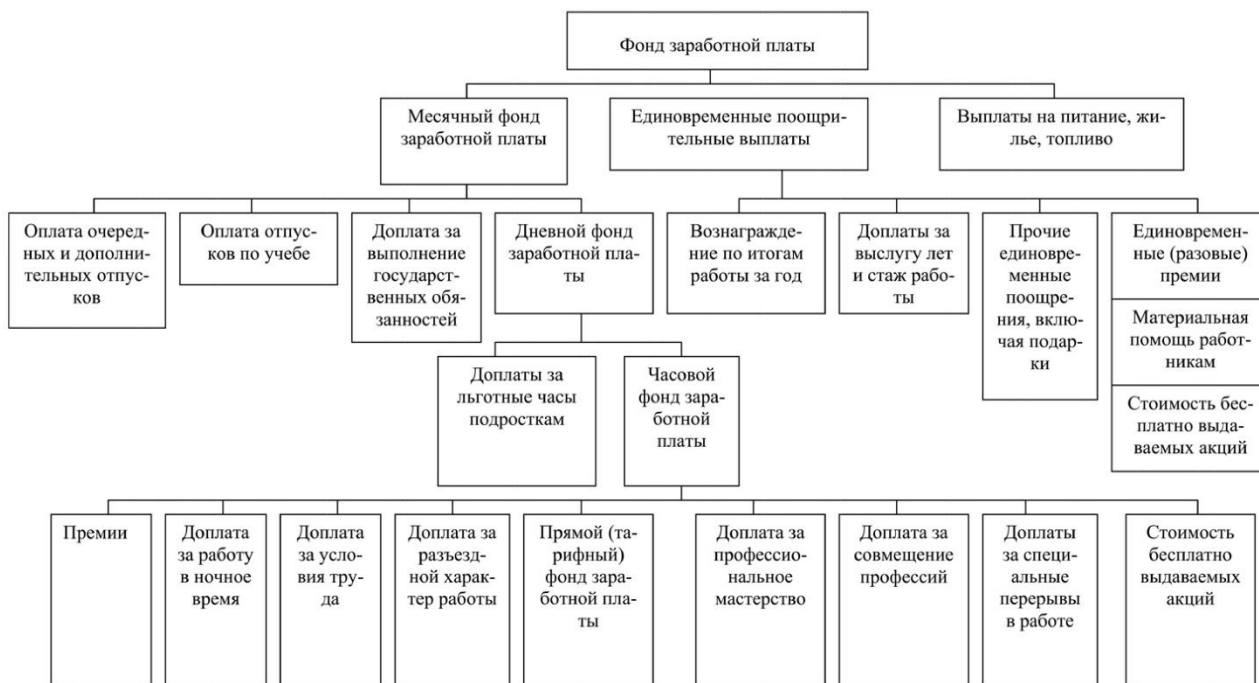 Фонд заработной платы
Месячный фонд
заработной платы
Единовременные поощри-
тельные выплаты
Выплаты на питание, жи-
лье, топливо
Оплата очеред-
ных и дополни-
тельных отпус-
ков
Оплата отпус-
ков по учебе
Доплата за
выполнение
государст-
венных обя-
занностей
Дневной фонд
заработной пла-
ты
Вознаграждe-
ние по итогам
работы за год
Доплаты за
выслугу лет
и стаж рабо-
ты
Прочие
единовре-
менные
поощре-
ния, вклю-
чая подар-
ки
Единовремен-
ные (разовые)
премии
Материальная
помощь работ-
никам
Стоимость бес-
платно выда-
ваемых акций
Доплаты за
льготные часы
подросткам
Часовой
фонд зара-
ботной
платы
Премии
Доплата
за работу
в ночное
время
Доплата
за усло-
вия тру-
да
Доплата за
разъезд-
ной харак-
тер работы
Прямой (та-
рифный)
фонд зара-
ботной пла-
ты
Доплата за
профессио-
нальное
мастерство
Доплата за
совмещение
профессий
Доплаты
за специ-
альные
перерывы
в работе
Стоимость
бесплатно
выдаваемых
акций